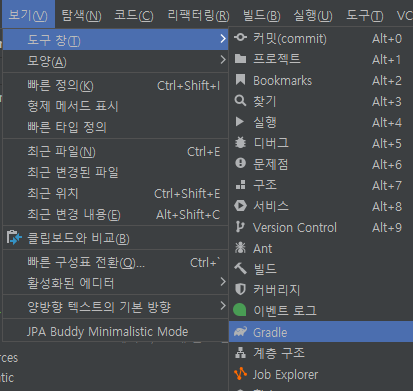 보기(V) 탐색(N) 코드(C) 리팩터링(R) 빌드(B) 실행(U) 도구(T) VC
도구 창(T)
모양(A)
빠른 정의(K) Ctrl+Shift+I
형제 메서드 표시
빠른 타입 정의
최근 파일(N) Ctrl+E
최근 변경된 파일
최근 위치 Ctrl+Shift+E
최근 변경 내용(E) Alt+Shift+C
클립보드와 비교(B)
빠른 구성표 전환(Q)... Ctrl+`
활성화된 에디터
양방향 텍스트의 기본 방향
JPA Buddy Minimalistic Mode
커밋(commit) Alt+0
프로젝트 Alt+1
Bookmarks Alt+2
찾기 Alt+3
실행 Alt+4
디버그 Alt+5
문제점 Alt+6
구조 Alt+7
서비스 Alt+8
Version Control Alt+9
Ant
빌드
커버리지
이벤트 로그
Gradle
계층 구조
Job Explorer
rces
atic